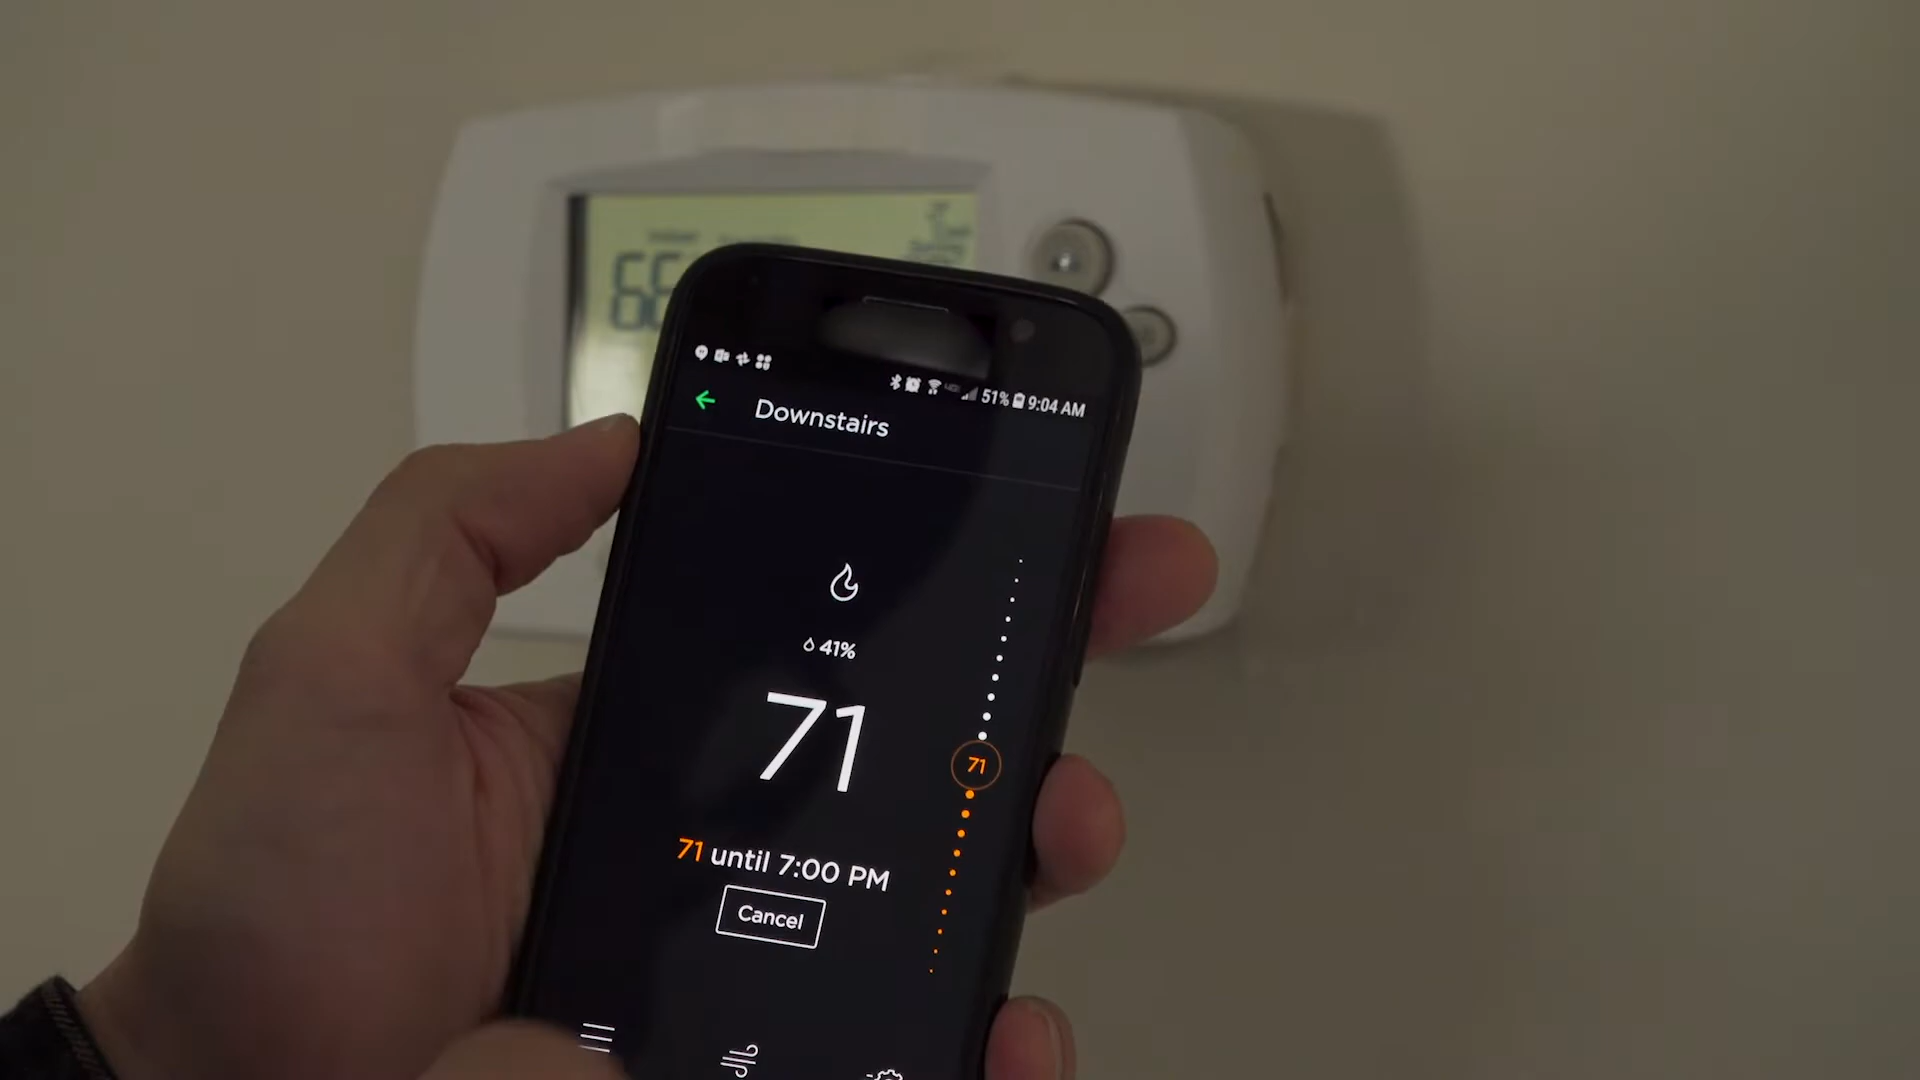 51% 9:04 AM
Downstairs
41%
71
71
71 until 7:00 PM
Cancel